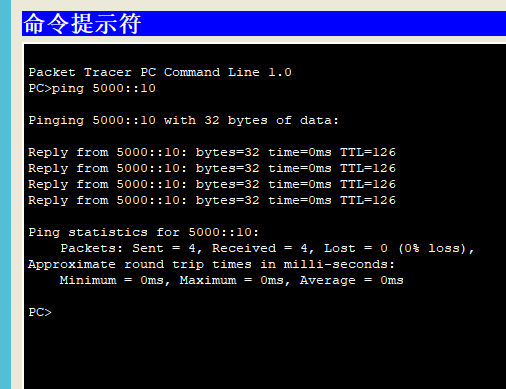 命令提示符
Packet Tracer PC Command Line 1.0
PC>ping 5000::10
Pinging 5000::10 with 32 bytes of data:
Reply from 5000::10: bytes=32 time=0ms TTL=126
Reply from 5000::10: bytes=32 time=0ms TTL=126
Reply from 5000::10: bytes=32 time=0ms TTL=126
Reply from 5000::10: bytes=32 time=0ms TTL=126
Ping statistics for 5000::10:
Packets: Sent = 4, Received = 4, Lost = 0 (0% loss),
Approximate round trip times in milli-seconds:
Minimum = 0ms, Maximum = 0ms, Average = 0ms
PC>